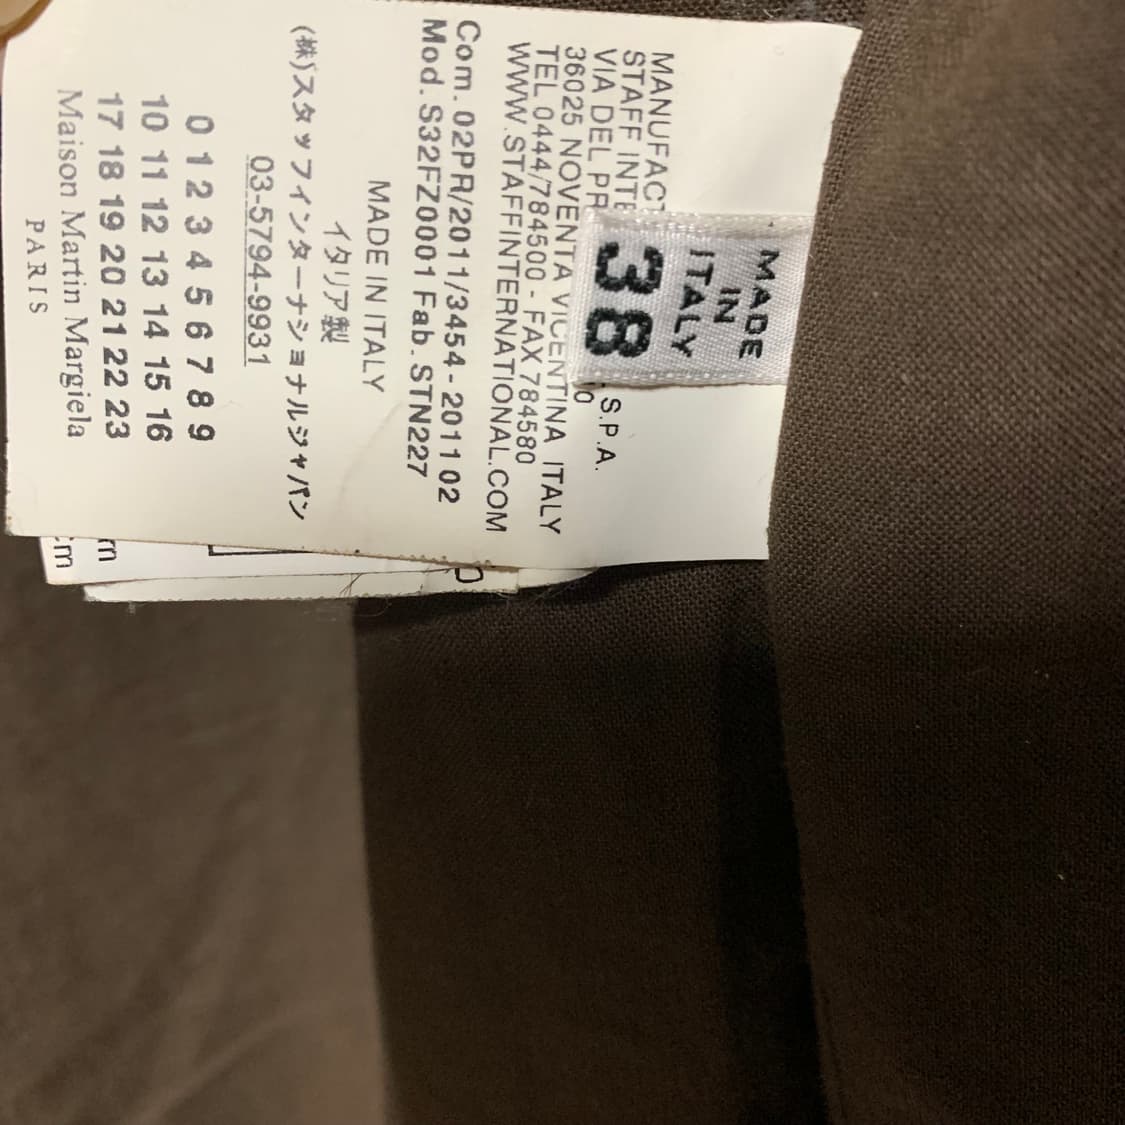 MADE
IN
ITALY
38
MANUFACT
STAFF INTE S.P.A.
VIA DEL PR
36025 NOVENTA VICENTINA ITALY
TEL.0444/784500 - FAX 784580
WWW.STAFFINTERNATIONAL.COM
Com. 02PR/2011/3454 - 2011 02
Mod. S32FZ0001 Fab. STN227
MADE IN ITALY
イタリア製
(株)スタッフインターナショナルジャパン
03-5794-9931
0 1 2 3 4 5 6 7 8 9
10 11 12 13 14 15 16
17 18 19 20 21 22 23
Maison Martin Margiela
PARIS
m
cm